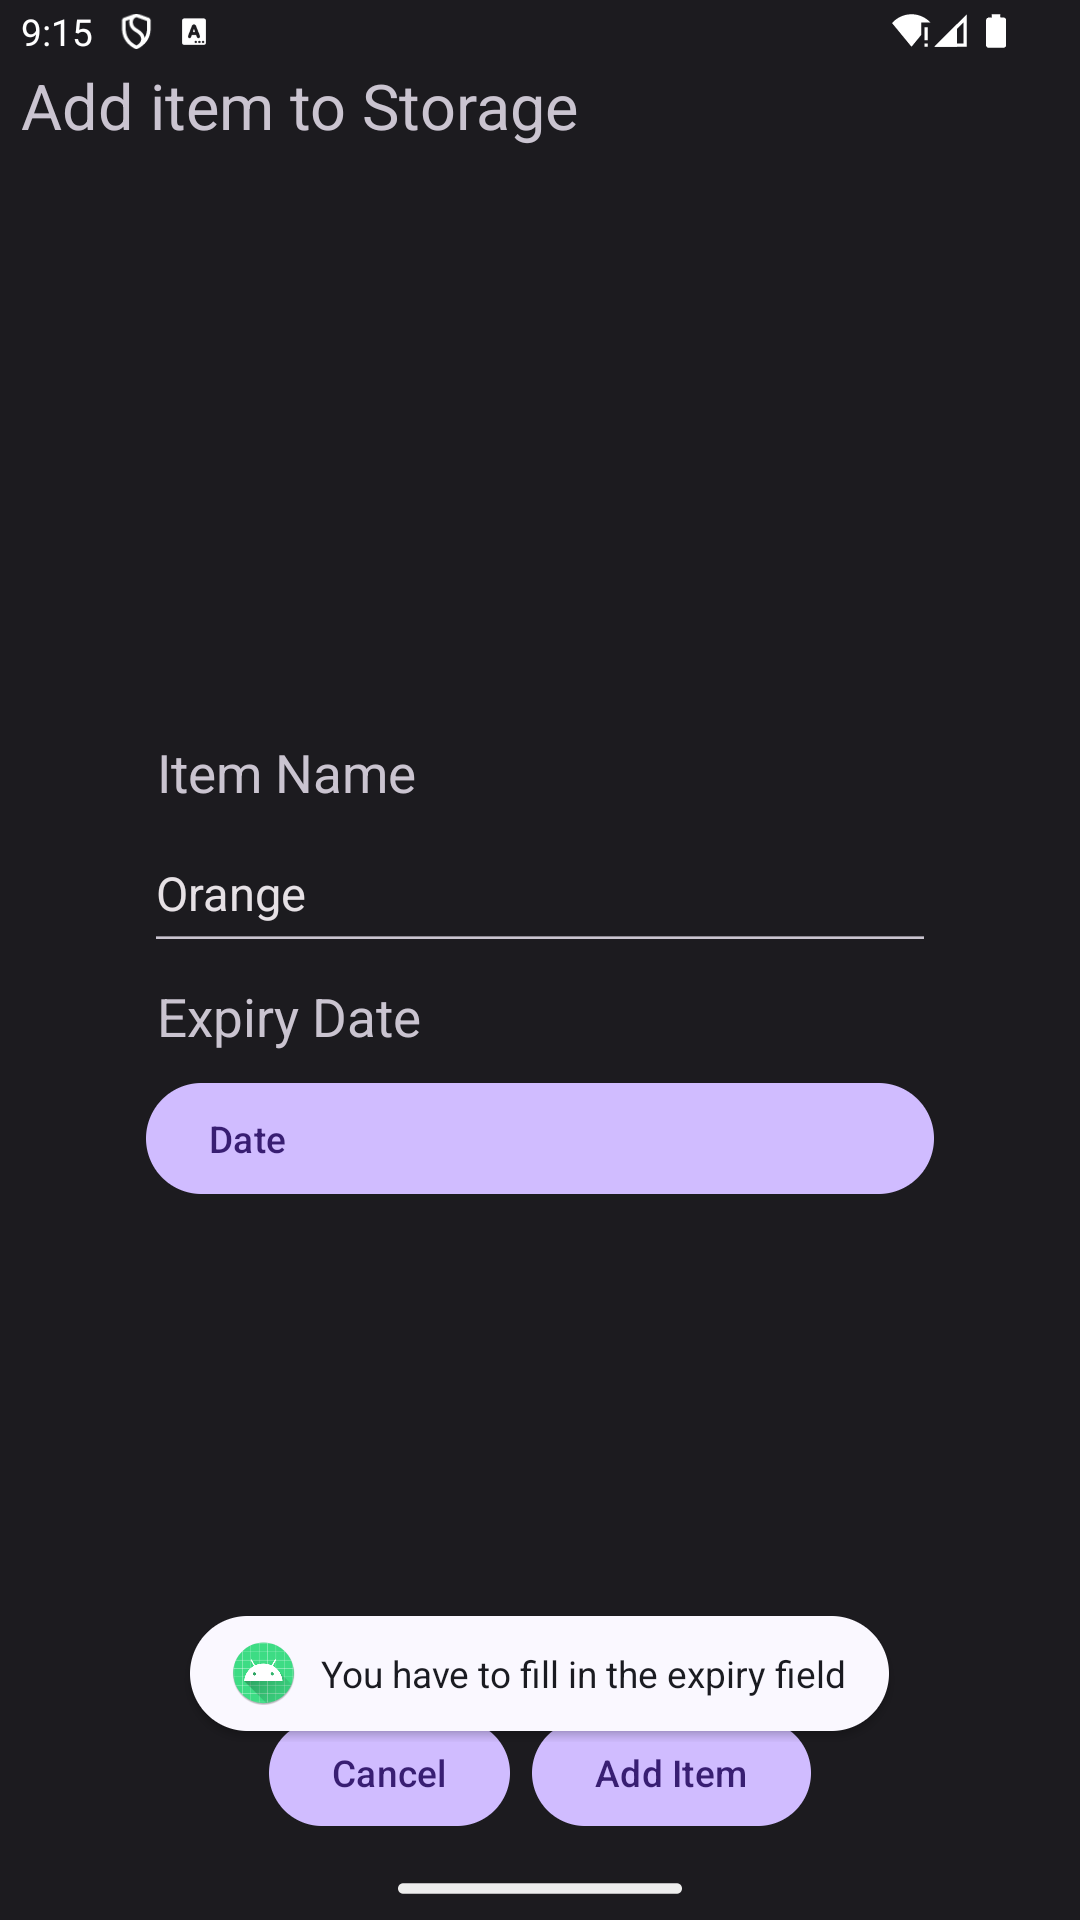 9:15
Add item to Storage
Item Name
Orange
Expiry Date
Date
You have to fill in the expiry field
Cancel
Add Item